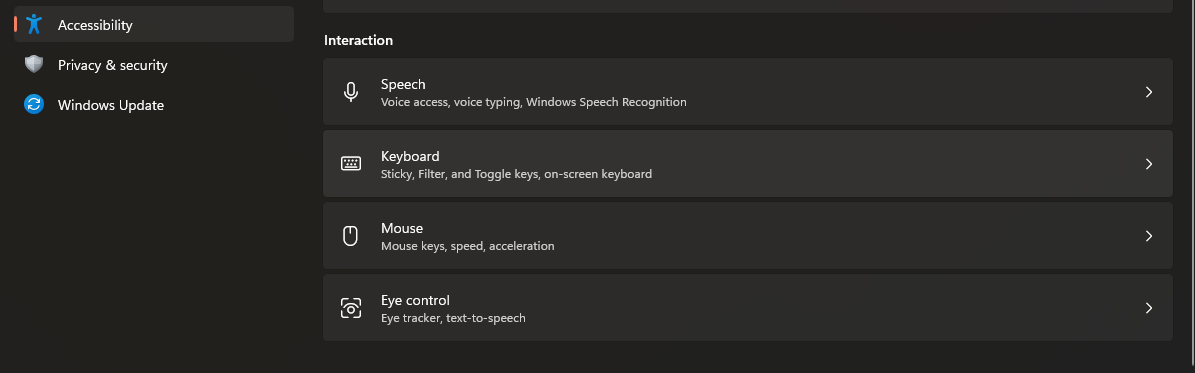 Accessibility
Privacy & security
Windows Update
Interaction
Speech
Voice access, voice typing, Windows Speech Recognition
Keyboard
Sticky, Filter, and Toggle keys, on-screen keyboard
Mouse
Mouse keys, speed, acceleration
Eye control
Eye tracker, text-to-speech